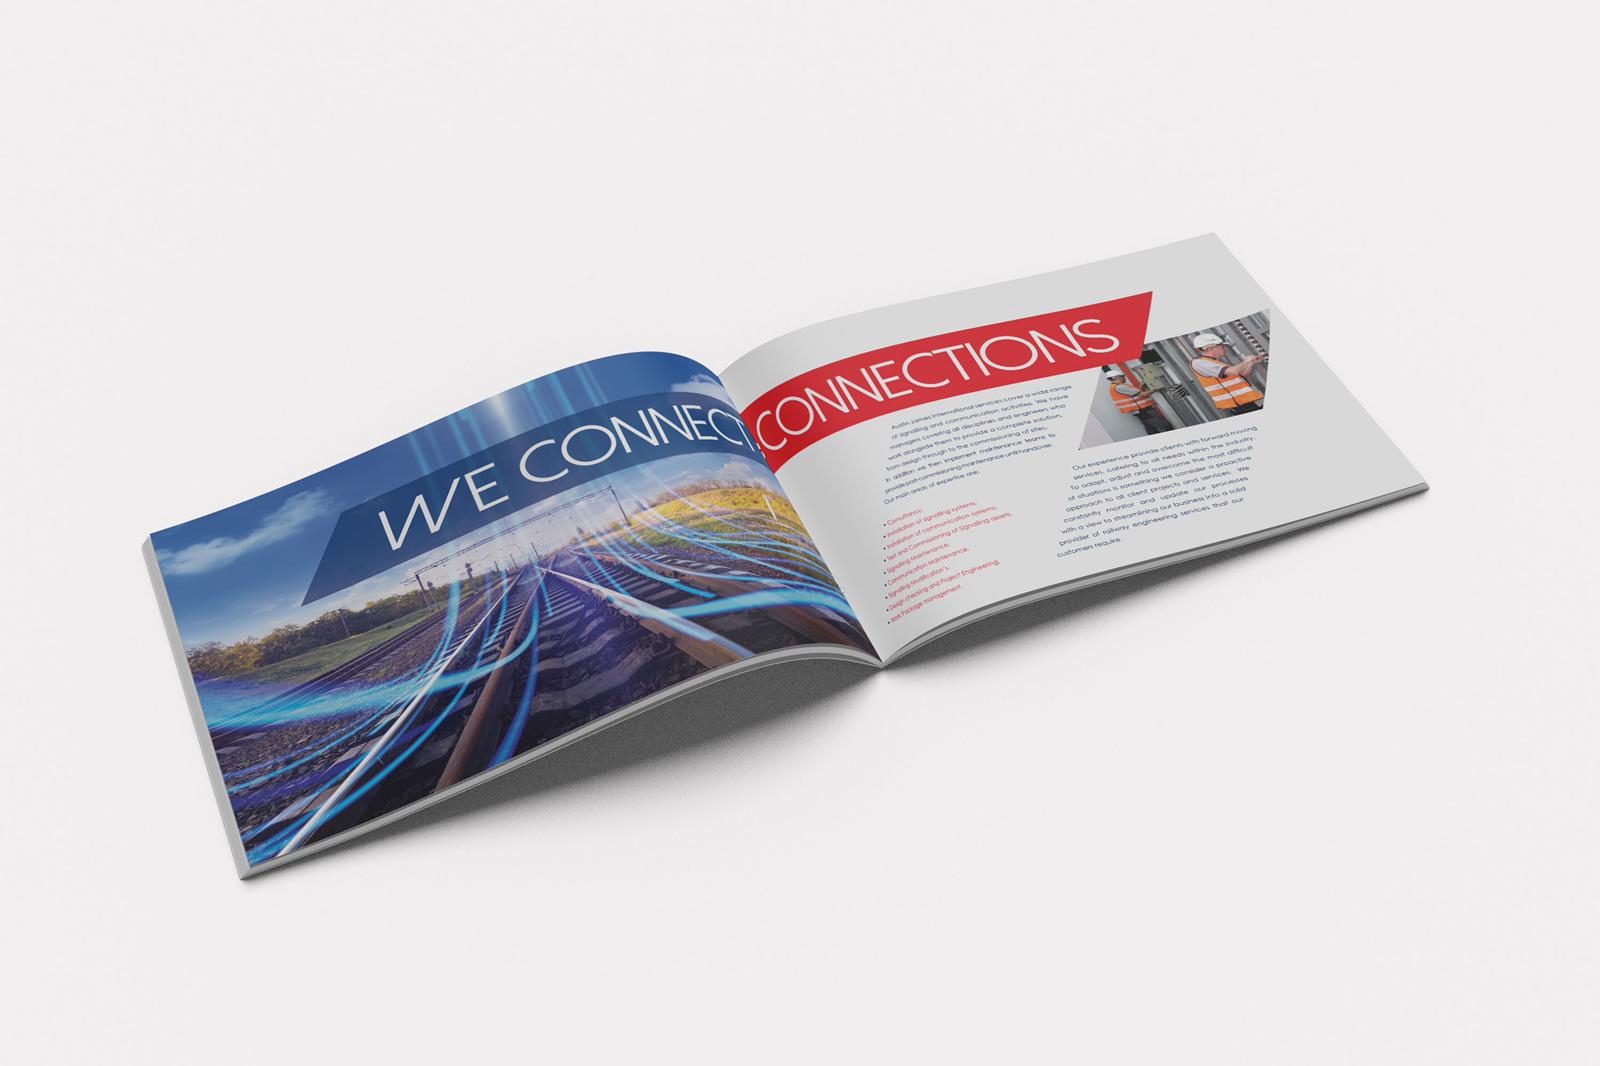 WE CONNECT
CONNECTIONS
Austin James International services cover a wide range
of signalling and communication activities. We have
managers covering all disciplines and engineers who
work alongside them to provide a complete solution,
from design through to the commissioning of sites.
In addition we then implement maintenance teams to
provide post-commissioning maintenance until handover.
Our main areas of expertise are:
• Consultancy,
• Installation of signalling systems,
• Installation of communication systems,
• Test and Commissioning of Signalling assets,
• Signalling Maintenance,
• Communication Maintenance,
• Signalling Modification's,
• Design checking and Project Engineering,
• Work Package management.
Our experience provide clients with forward moving
services, catering to all needs within the industry.
To adapt, adjust and overcome the most difficult
of situations is something we consider a proactive
approach to all client projects and services. We
constantly monitor and update our processes
with a view to streamlining our business into a solid
provider of railway engineering services that our
customers require.